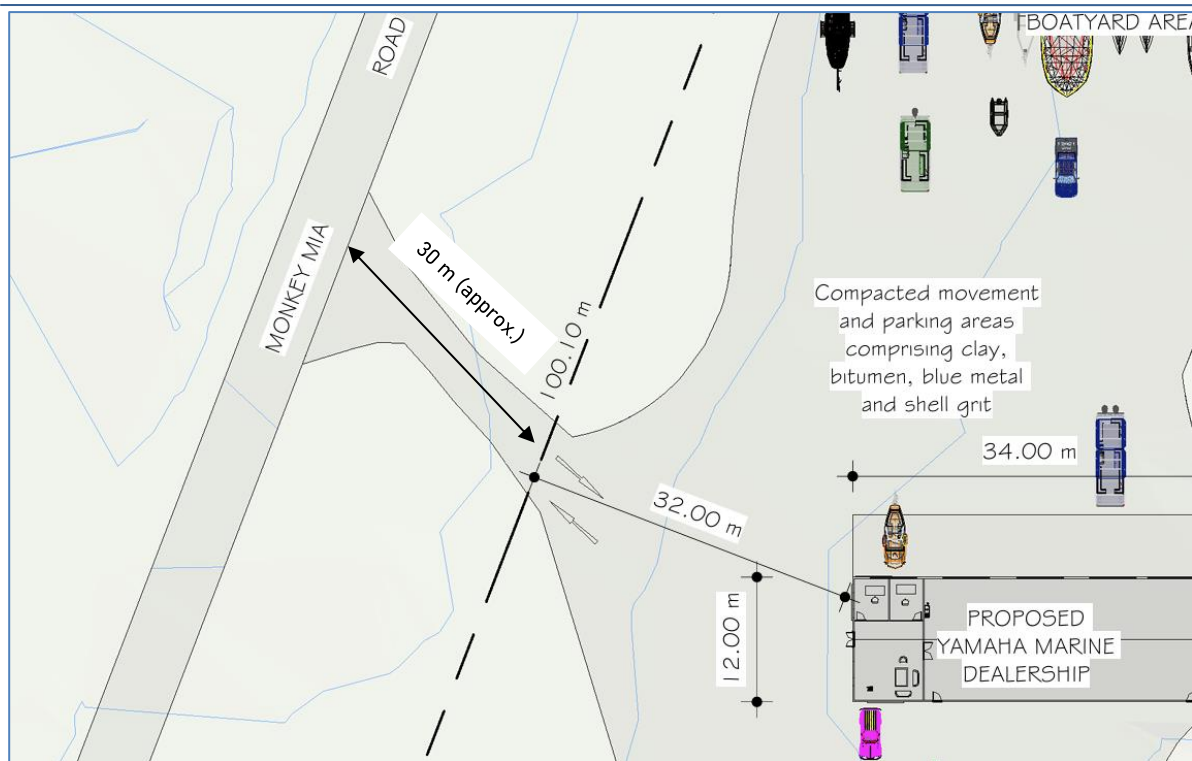 BOATYARD AREA
ROAD
MONKEY MIA
30 m (approx.)
100.10 m
Compacted movement
and parking areas
comprising clay,
bitumen, blue metal
and shell grit
34.00 m
32.00 m
12.00 m
PROPOSED
YAMAHA MARINE
DEALERSHIP